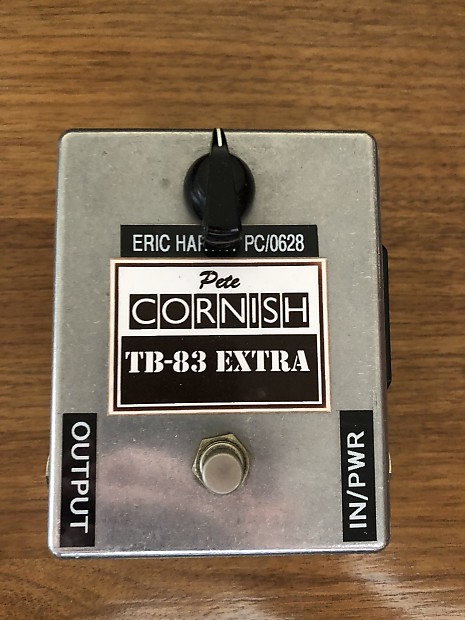 ERIC PC/0628
Pete
CORNISH
TB-83 EXTRA
OUTPUT
IN/PWR